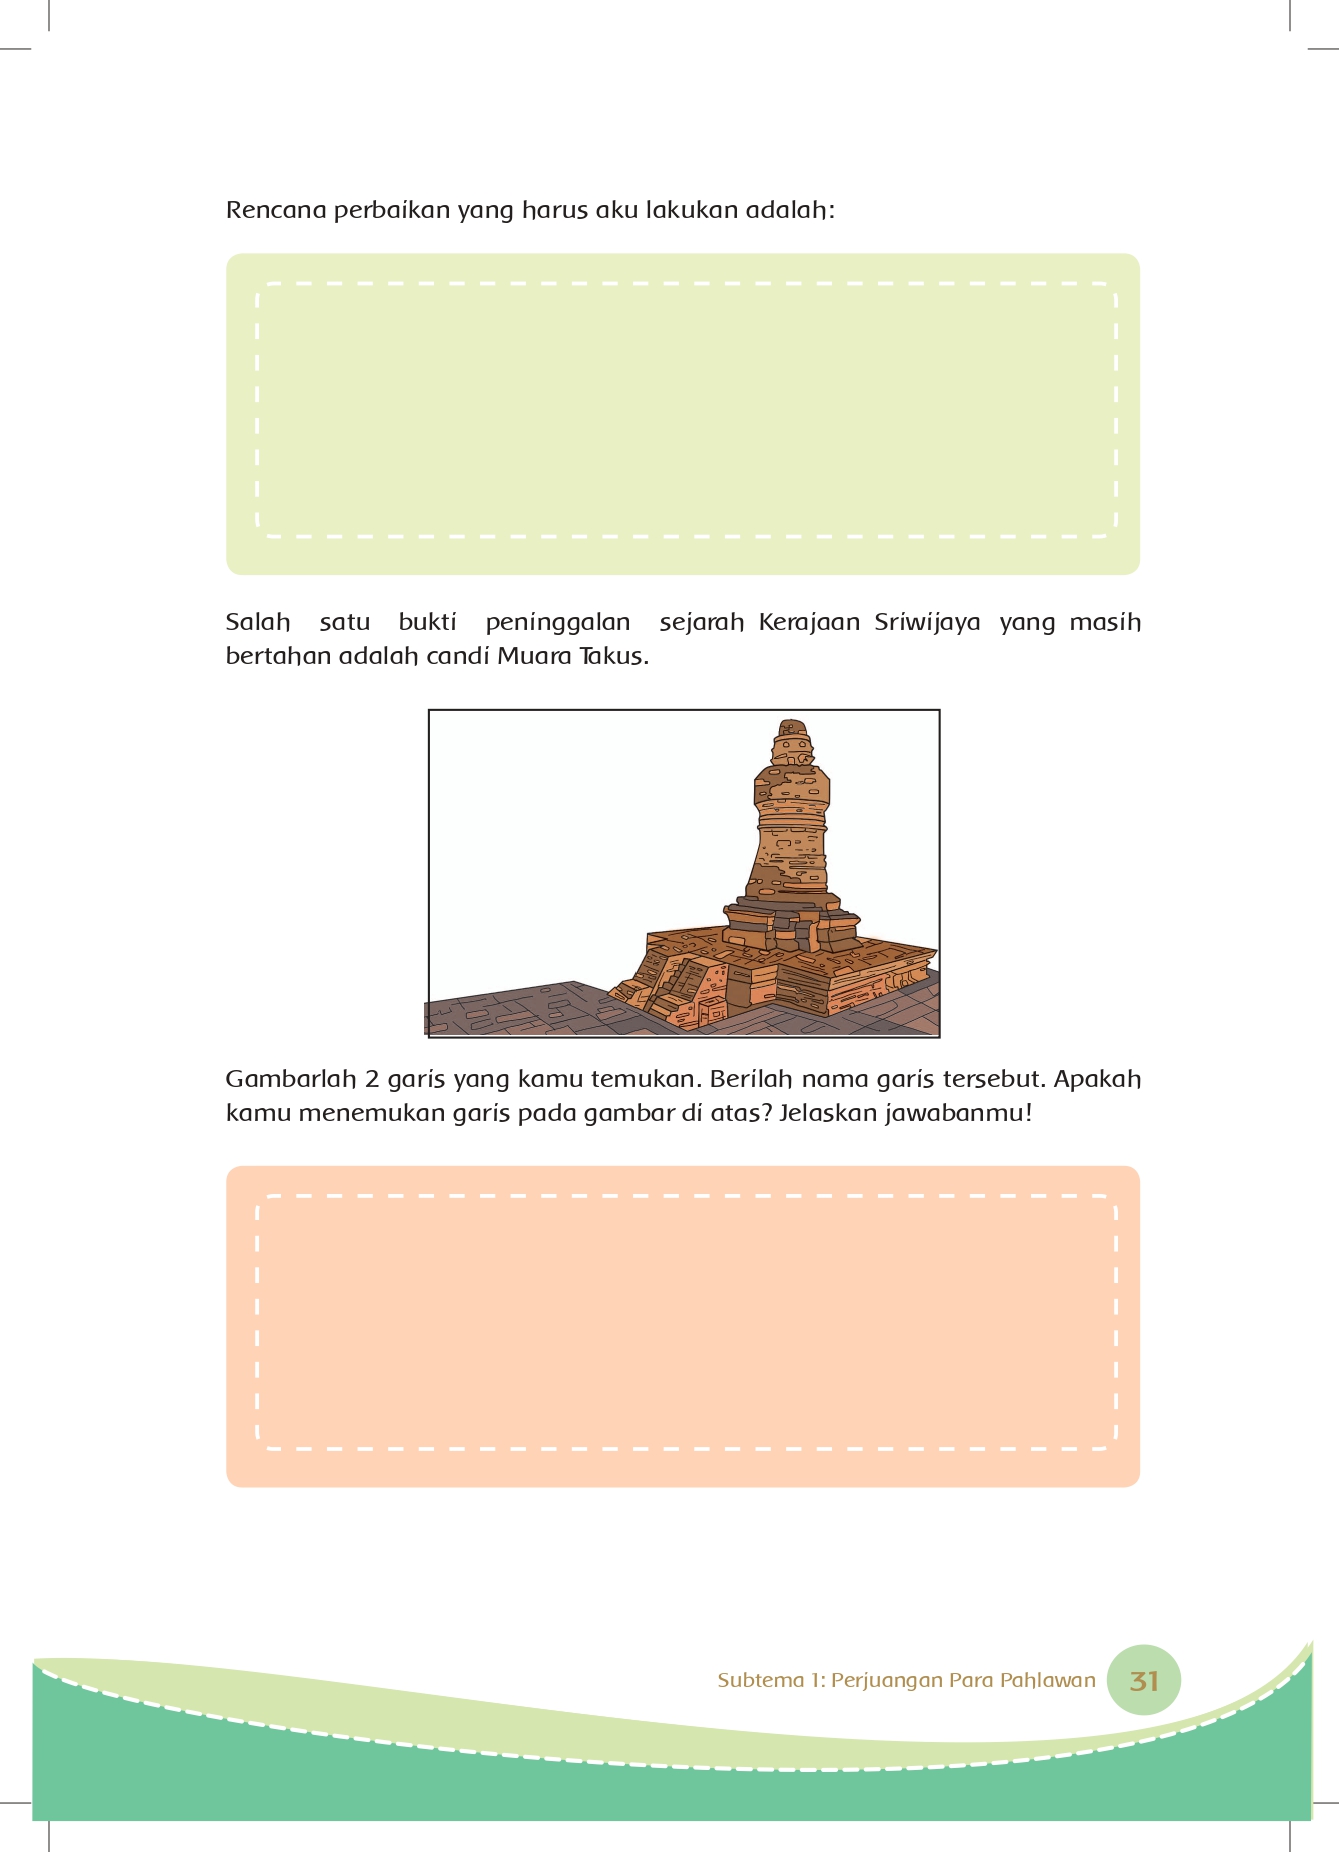 Rencana perbaikan yang harus aku lakukan adalah:
Salah satu bukti peninggalan sejarah Kerajaan Sriwijaya yang masih
bertahan adalah candi Muara Takus.
Gambarlah 2 garis yang kamu temukan. Berilah nama garis tersebut. Apakah
kamu menemukan garis pada gambar di atas? Jelaskan jawabanmu!
Subtema 1: Perjuangan Para Pahlawan 31